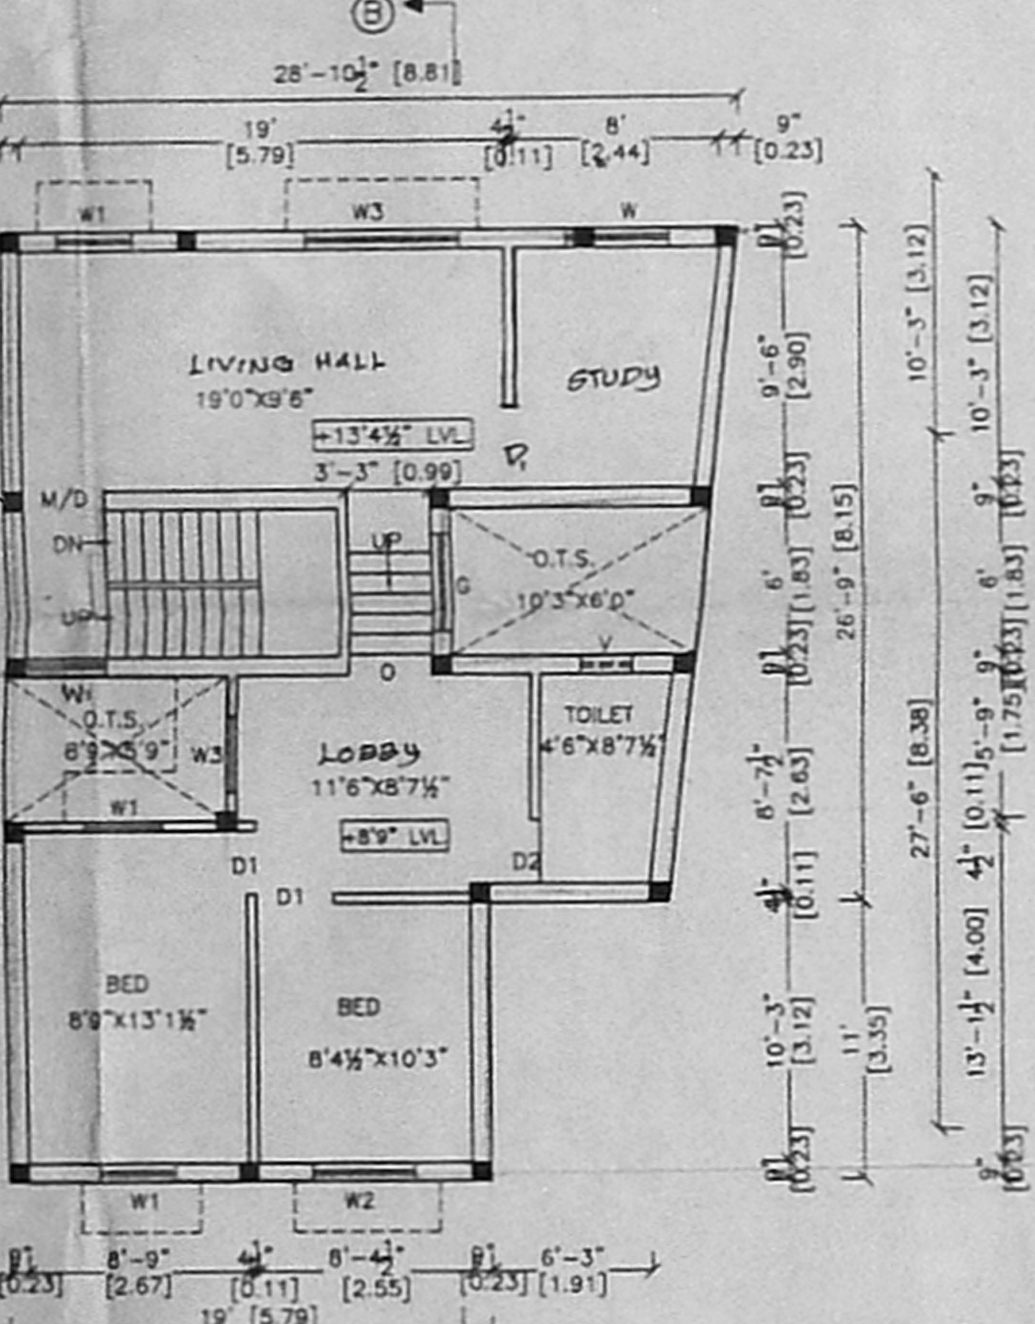 B
28'-10½" [8.81]
19' 4½" 8' 9"
[5.79] [0.11] [2.44] [0.23]
W1 W3 W
[0.23]
10'-3" [3.12]
10'-3" [3.12]
LIVING HALL
19'0"X9'6"
STUDY
9'-6" [2.90]
+13'4½" LVL
D1
3'-3" [0.99]
M/D
9" [0.23]
9" [0.23]
26'-9" [8.15]
DN
UP
UP
G
O.T.S.
10'3"X6'0"
6' [1.83]
6' [1.83]
V
O
9" [0.23]
9" [0.23]
W1
O.T.S.
8'9"X5'9"
W3
W1
LOBBY
11'6"X8'7½"
+8'9" LVL
TOILET
4'6"X8'7½"
8'-7½" [2.63]
27'-6" [8.38]
5'-9" [1.75]
4½" [0.11]
D1
D1
D2
4½" [0.11]
BED
8'9"X13'1½"
BED
8'4½"X10'3"
10'-3" [3.12]
11' [3.35]
13'-1½" [4.00]
W1 W2
9" [0.23]
9" [0.23]
9" 8'-9" 4½" 8'-4½" 9" 6'-3"
[0.23] [2.67] [0.11] [2.55] [0.23] [1.91]
19' [5.79]